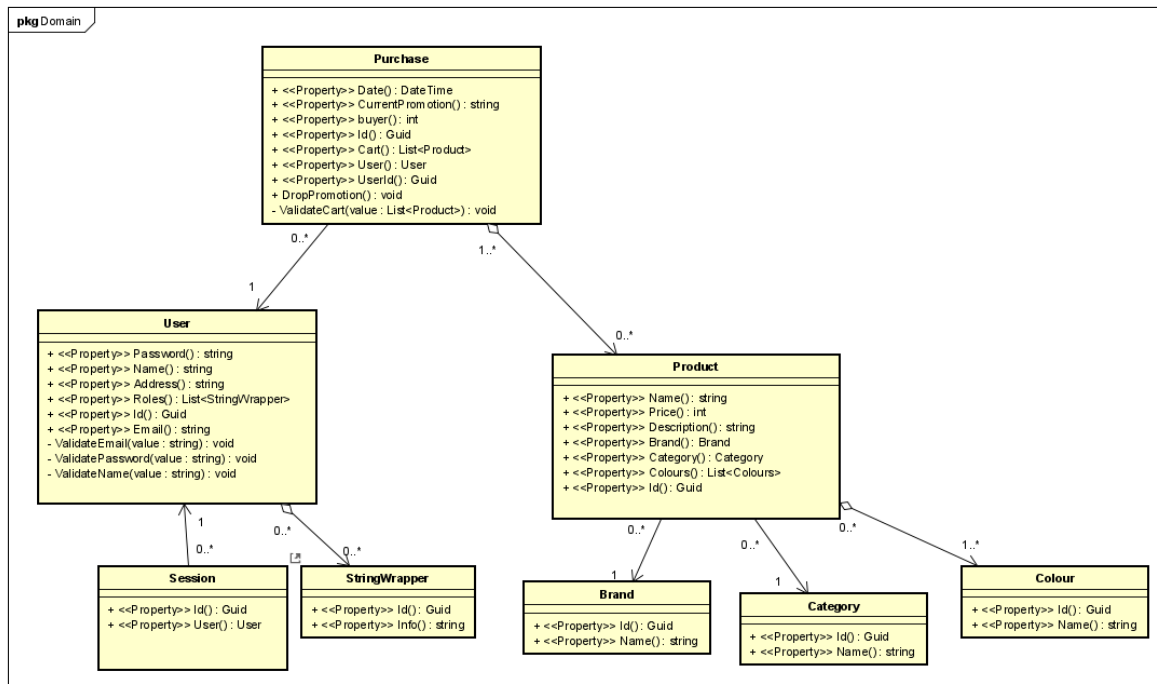 pkg Domain
Purchase
+ <<Property>> Date() : DateTime
+ <<Property>> CurrentPromotion() : string
+ <<Property>> buyer() : int
+ <<Property>> Id() : Guid
+ <<Property>> Cart() : List<Product>
+ <<Property>> User() : User
+ <<Property>> UserId() : Guid
+ DropPromotion() : void
- ValidateCart(value : List<Product>) : void
0..*
1..*
1
0..*
User
+ <<Property>> Password() : string
+ <<Property>> Name() : string
+ <<Property>> Address() : string
+ <<Property>> Roles() : List<StringWrapper>
+ <<Property>> Id() : Guid
+ <<Property>> Email() : string
- ValidateEmail(value : string) : void
- ValidatePassword(value : string) : void
- ValidateName(value : string) : void
Product
+ <<Property>> Name() : string
+ <<Property>> Price() : int
+ <<Property>> Description() : string
+ <<Property>> Brand() : Brand
+ <<Property>> Category() : Category
+ <<Property>> Colours() : List<Colours>
+ <<Property>> Id() : Guid
1
0..*
0..*
0..*
0..*
0..*
0..*
1
1
1..*
Session
+ <<Property>> Id() : Guid
+ <<Property>> User() : User
StringWrapper
+ <<Property>> Id() : Guid
+ <<Property>> Info() : string
Brand
+ <<Property>> Id() : Guid
+ <<Property>> Name() : string
Category
+ <<Property>> Id() : Guid
+ <<Property>> Name() : string
0..*
Colour
+ <<Property>> Id() : Guid
+ <<Property>> Name() : string